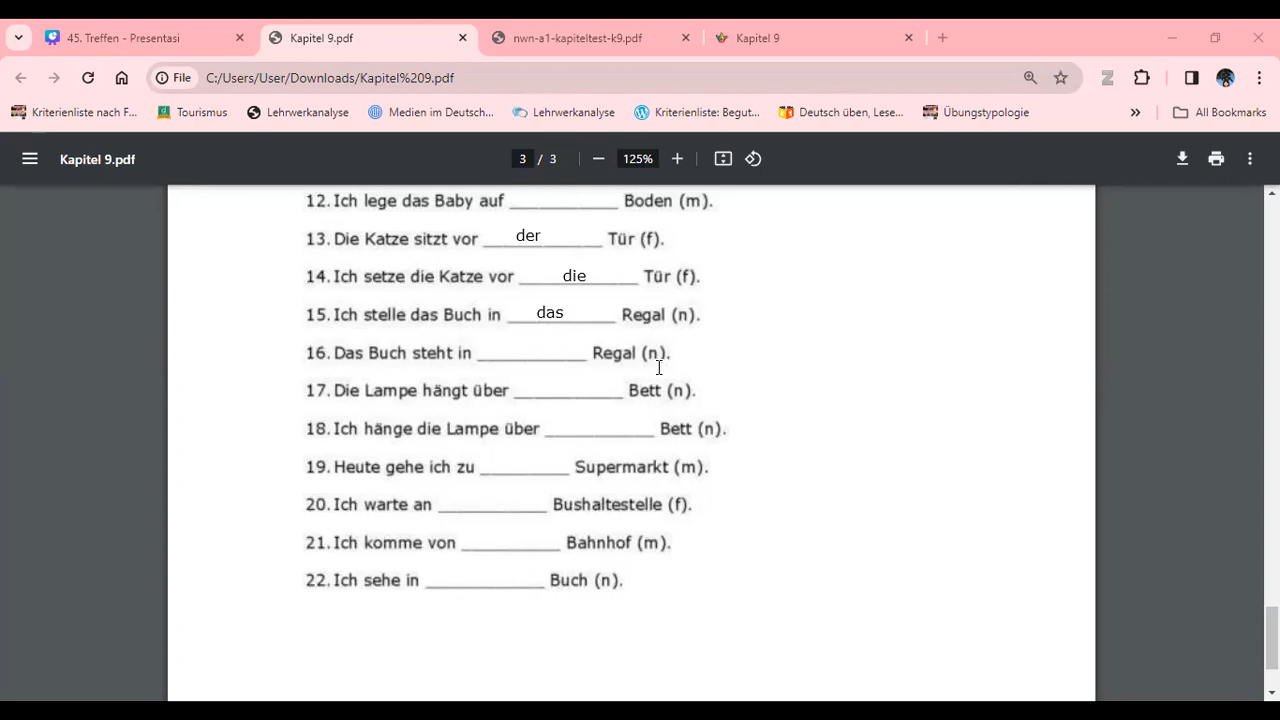 45. Treffen - Presentasi
Kapitel 9.pdf
nwn-a1-kapiteltest-k9.pdf
Kapitel 9
File
C:/Users/User/Downloads/Kapitel%209.pdf
Kriterienliste nach F...
Tourismus
Lehrwerkanalyse
Medien im Deutsch...
Lehrwerkanalyse
Kriterienliste: Begut...
Deutsch üben, Lese...
Übungstypologie
All Bookmarks
Kapitel 9.pdf
3 / 3
125%
12. Ich lege das Baby auf ___________ Boden (m).
13. Die Katze sitzt vor ____der____ Tür (f).
14. Ich setze die Katze vor ____die____ Tür (f).
15. Ich stelle das Buch in ___das____ Regal (n).
16. Das Buch steht in ___________ Regal (n).
17. Die Lampe hängt über ___________ Bett (n).
18. Ich hänge die Lampe über ___________ Bett (n).
19. Heute gehe ich zu _________ Supermarkt (m).
20. Ich warte an ___________ Bushaltestelle (f).
21. Ich komme von __________ Bahnhof (m).
22. Ich sehe in ____________ Buch (n).